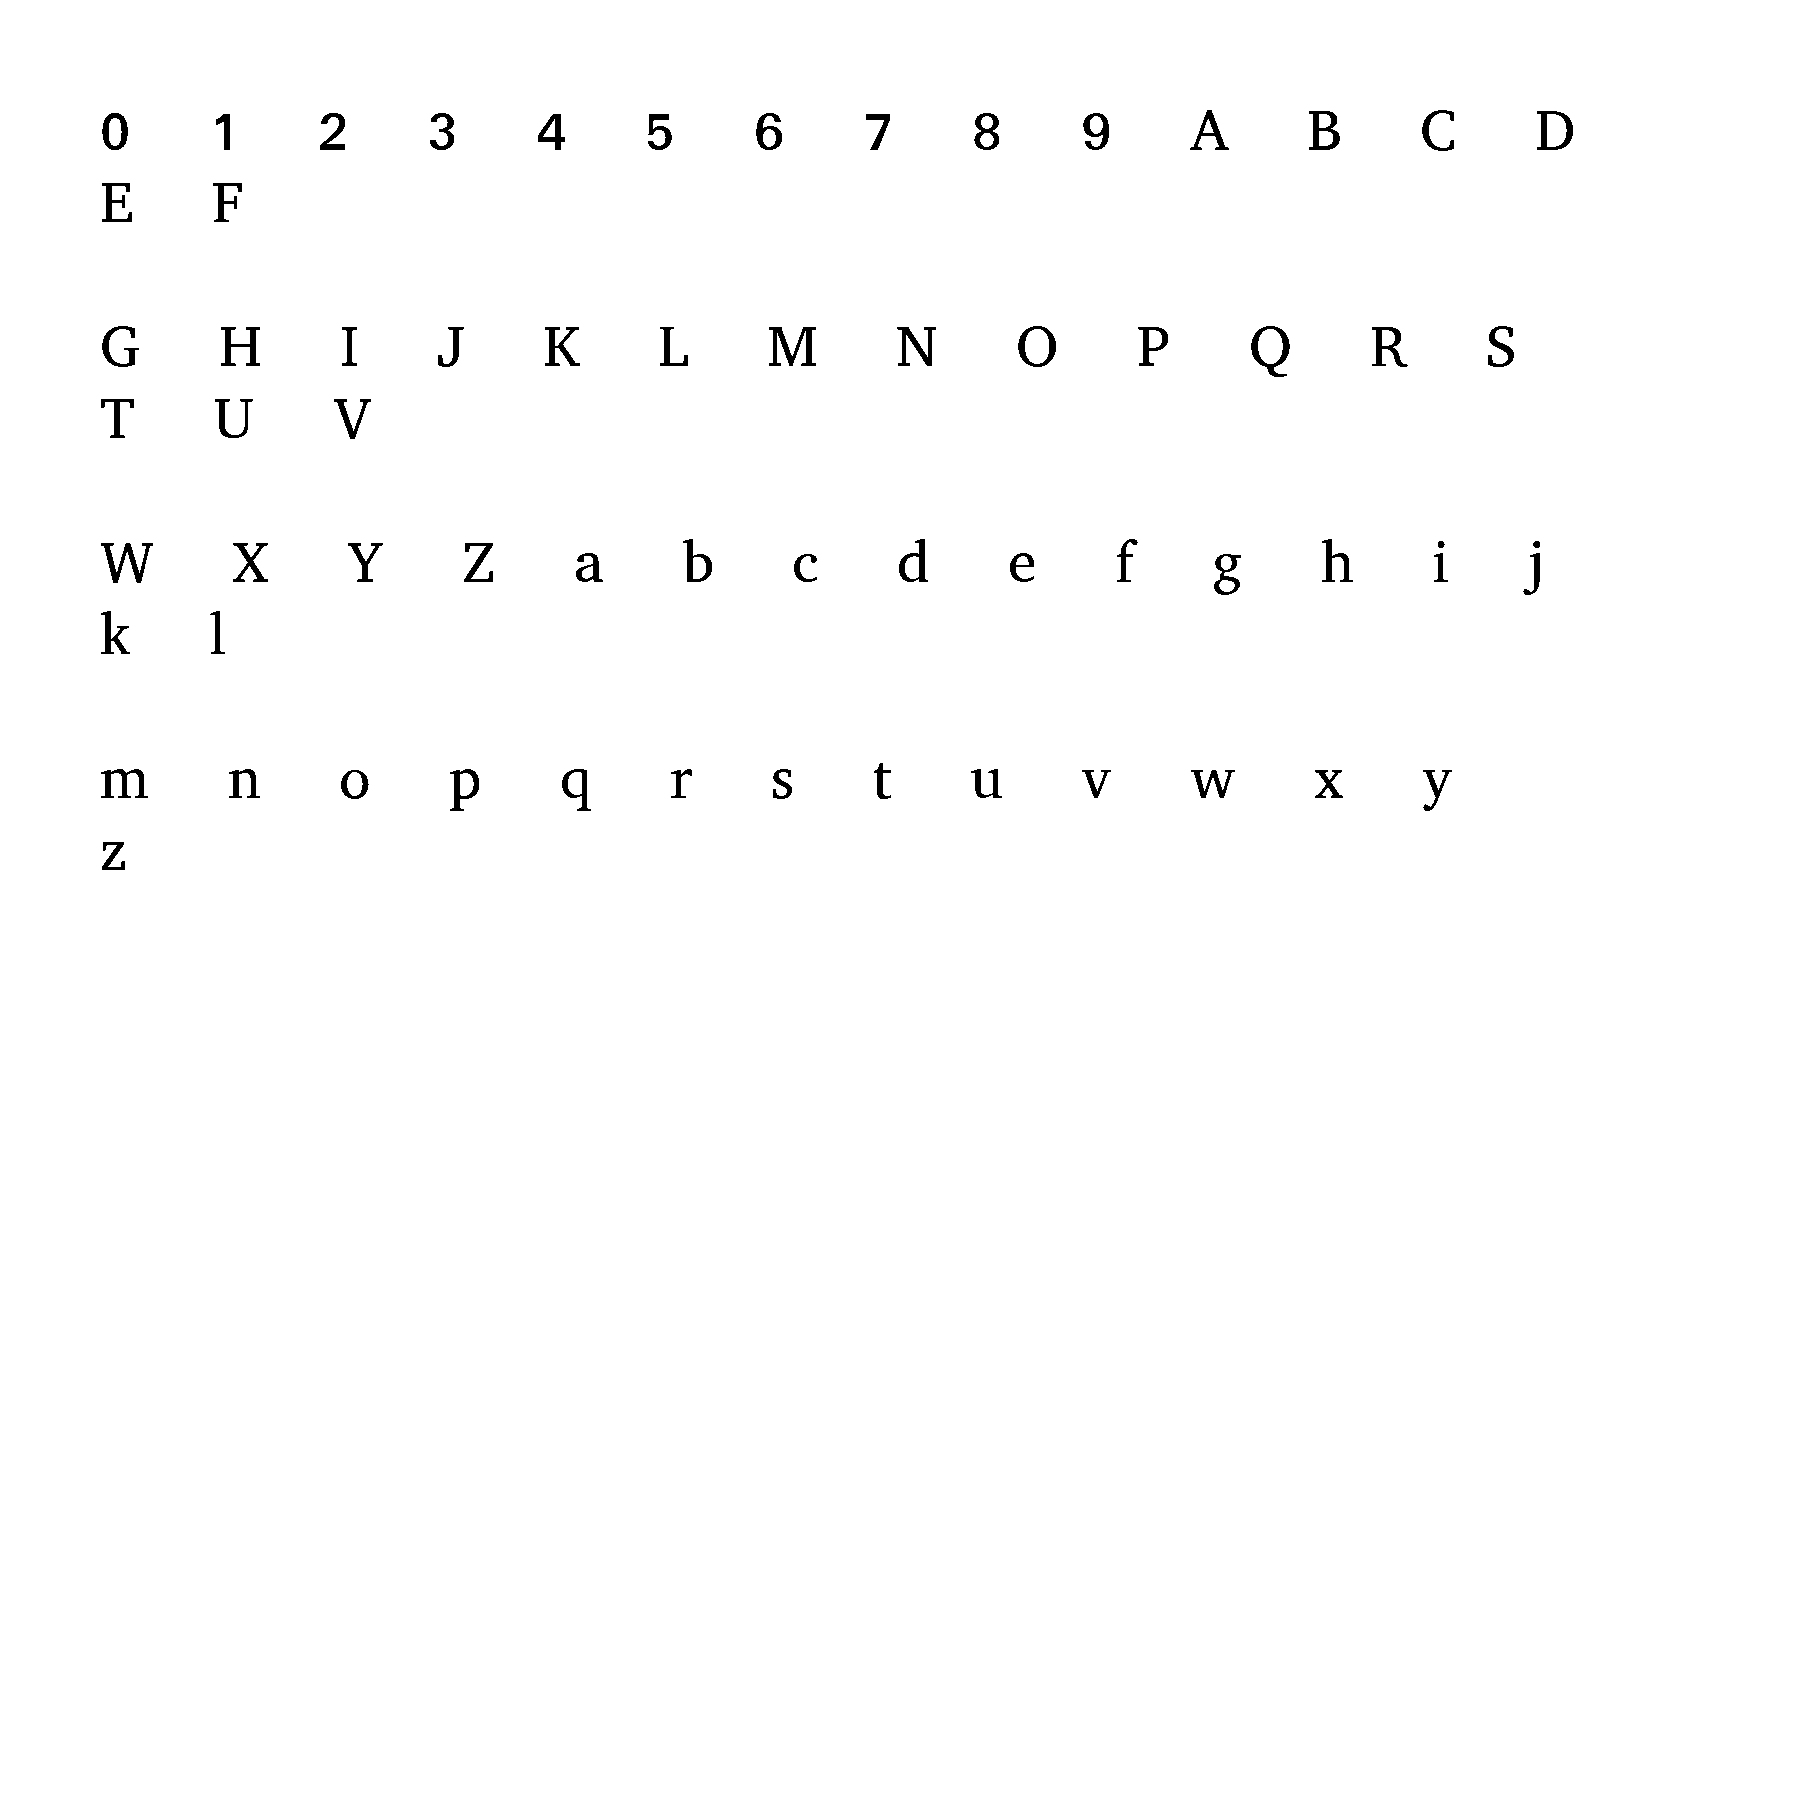 0 1 2 3 4 5 6 7 8 9 A B C D
E F
G H I J K L M N O P Q R S
T U V
W X Y Z a b c d e f g h i j
k l
m n o p q r s t u v w x y
z